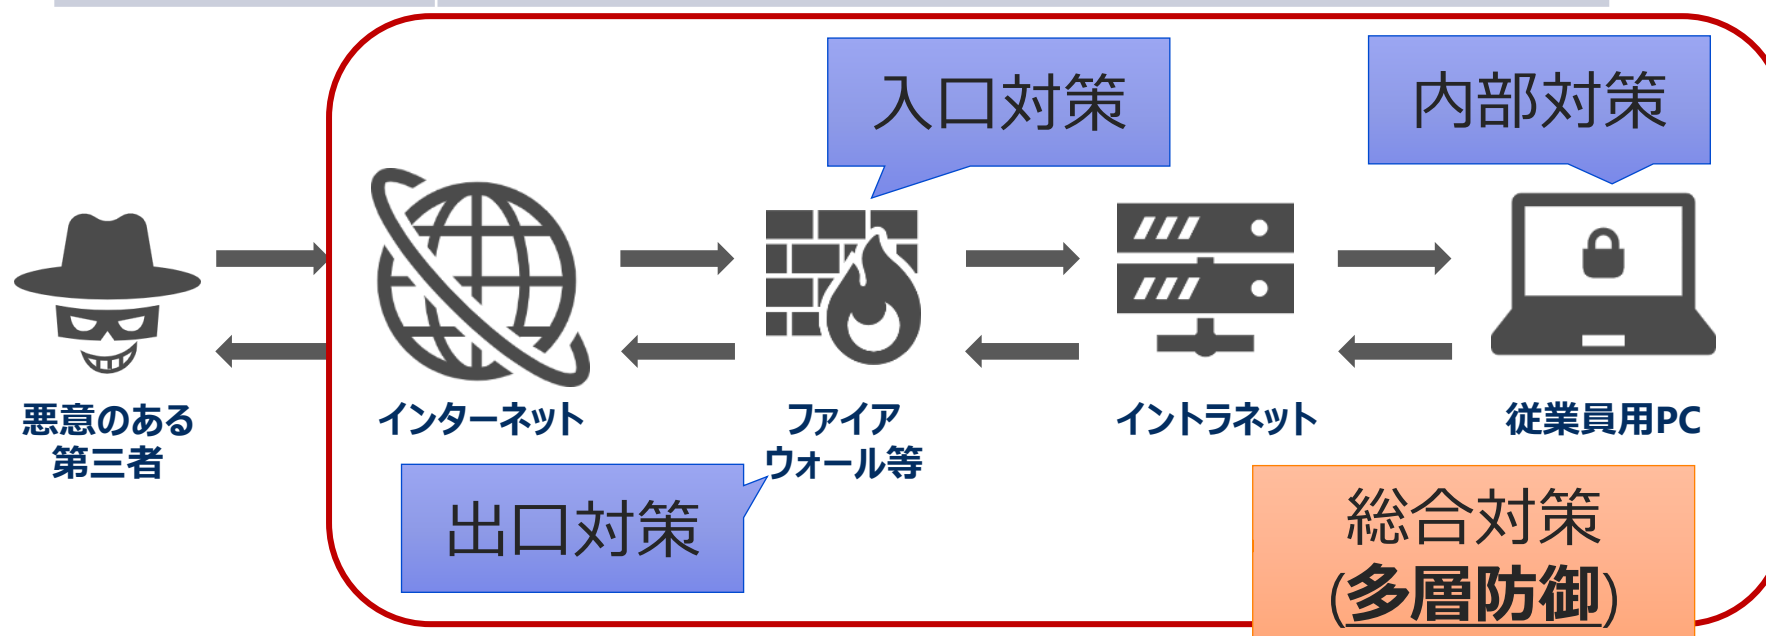 入口対策
内部対策
悪意のある
第三者
インターネット
ファイア
ウォール等
イントラネット
従業員用PC
出口対策
総合対策
(多層防御)